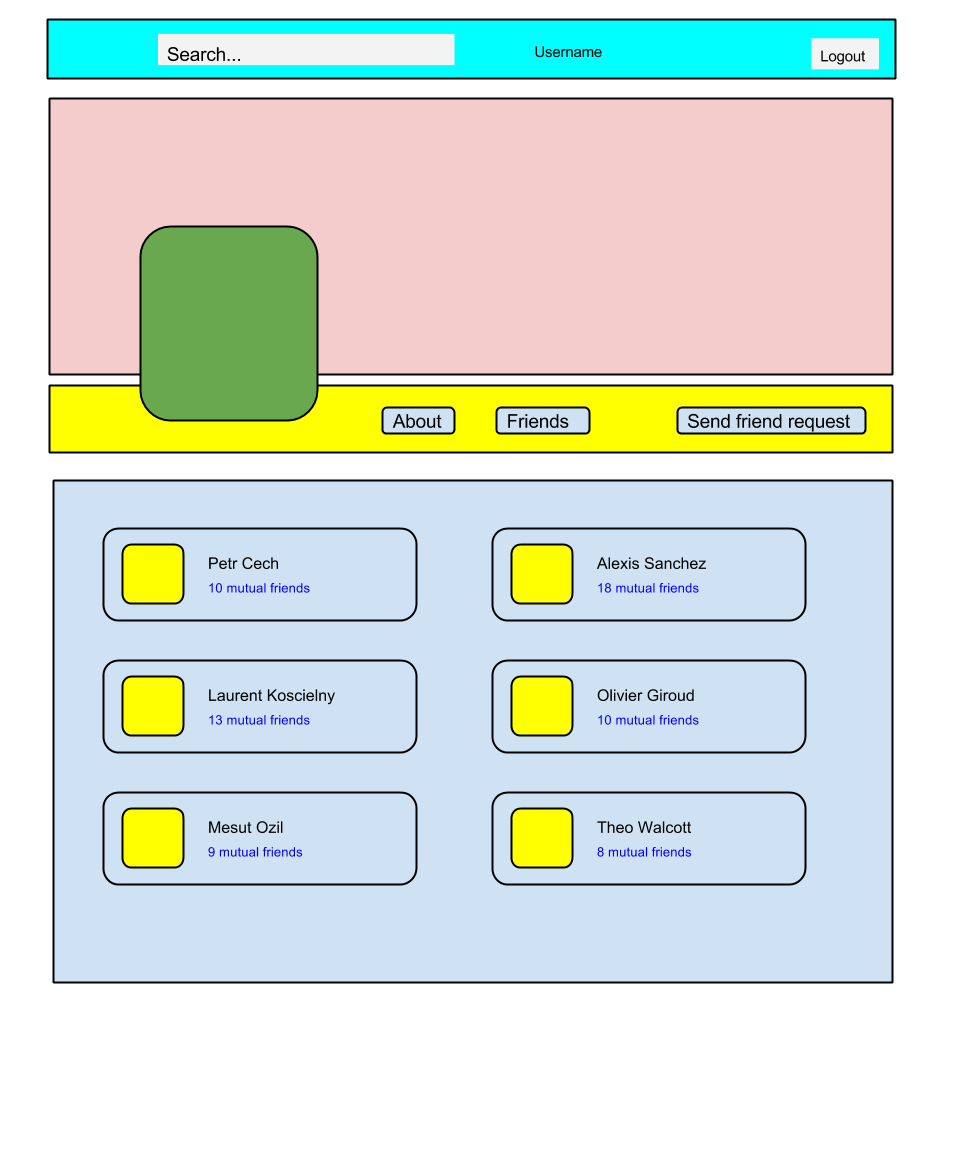 Search...
Username
Logout
About
Friends
Send friend request
Petr Cech
10 mutual friends
Alexis Sanchez
18 mutual friends
Laurent Koscielny
13 mutual friends
Olivier Giroud
10 mutual friends
Mesut Ozil
9 mutual friends
Theo Walcott
8 mutual friends